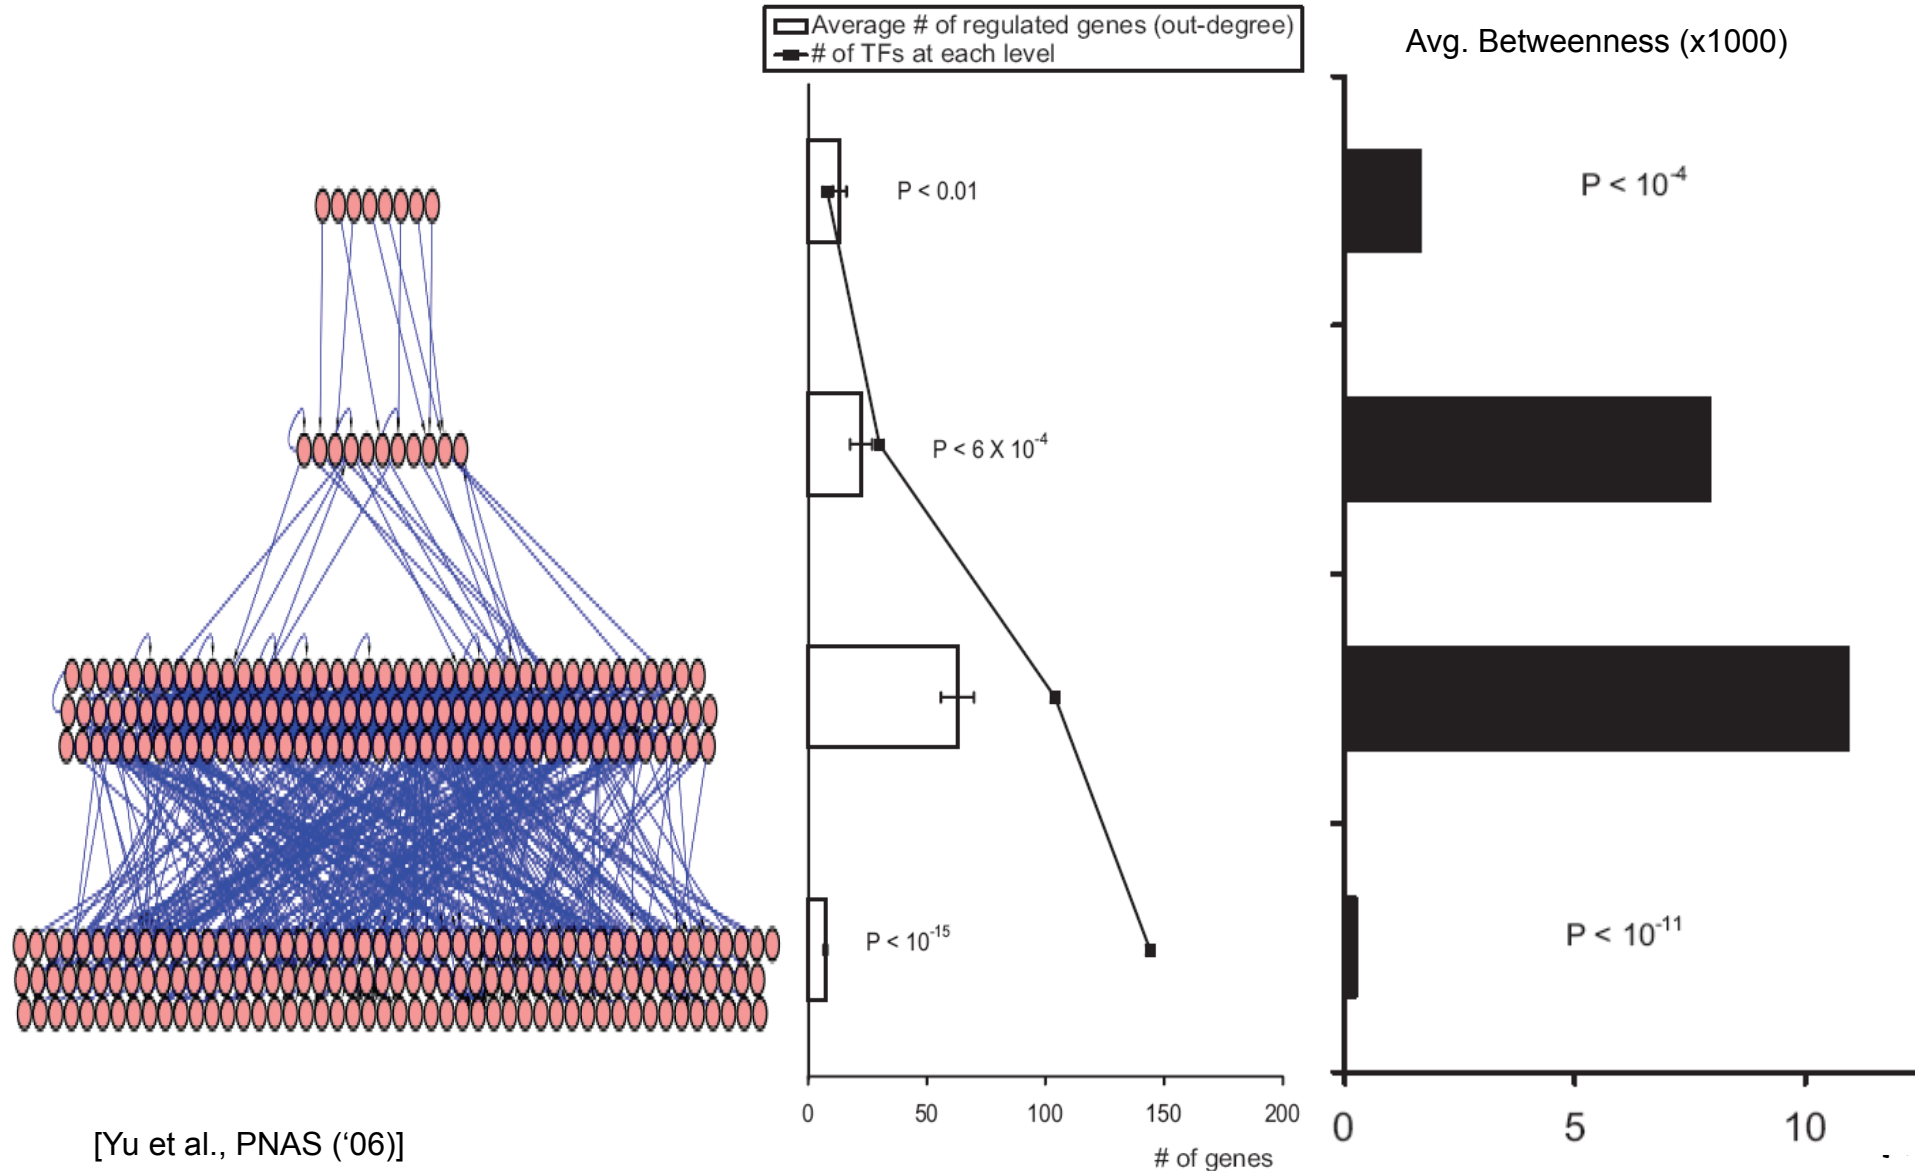 Average # of regulated genes (out-degree)
# of TFs at each level
Avg. Betweenness (x1000)
P < 0.01
P < 10⁻⁴
P < 6 X 10⁻⁴
P < 10⁻¹⁵
P < 10⁻¹¹
0 50 100 150 200
# of genes
0 5 10
[Yu et al., PNAS (‘06)]